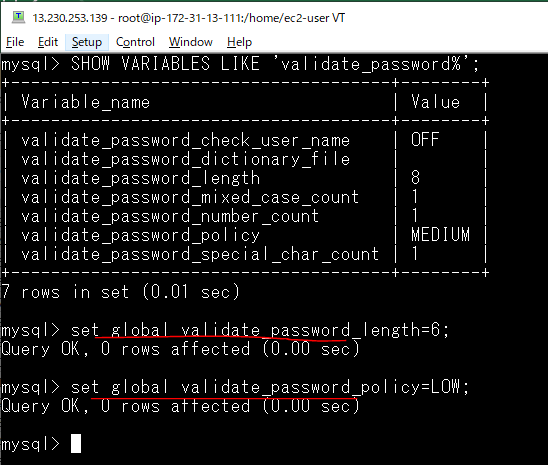 13.230.253.139 - root@ip-172-31-13-111:/home/ec2-user VT
File Edit Setup Control Window Help
mysql> SHOW VARIABLES LIKE 'validate_password%';
+--------------------------------------+--------+
| Variable_name                        | Value  |
+--------------------------------------+--------+
| validate_password_check_user_name    | OFF    |
| validate_password_dictionary_file    |        |
| validate_password_length             | 8      |
| validate_password_mixed_case_count   | 1      |
| validate_password_number_count       | 1      |
| validate_password_policy             | MEDIUM |
| validate_password_special_char_count | 1      |
+--------------------------------------+--------+
7 rows in set (0.01 sec)
mysql> set global validate_password_length=6;
Query OK, 0 rows affected (0.00 sec)
mysql> set global validate_password_policy=LOW;
Query OK, 0 rows affected (0.00 sec)
mysql>